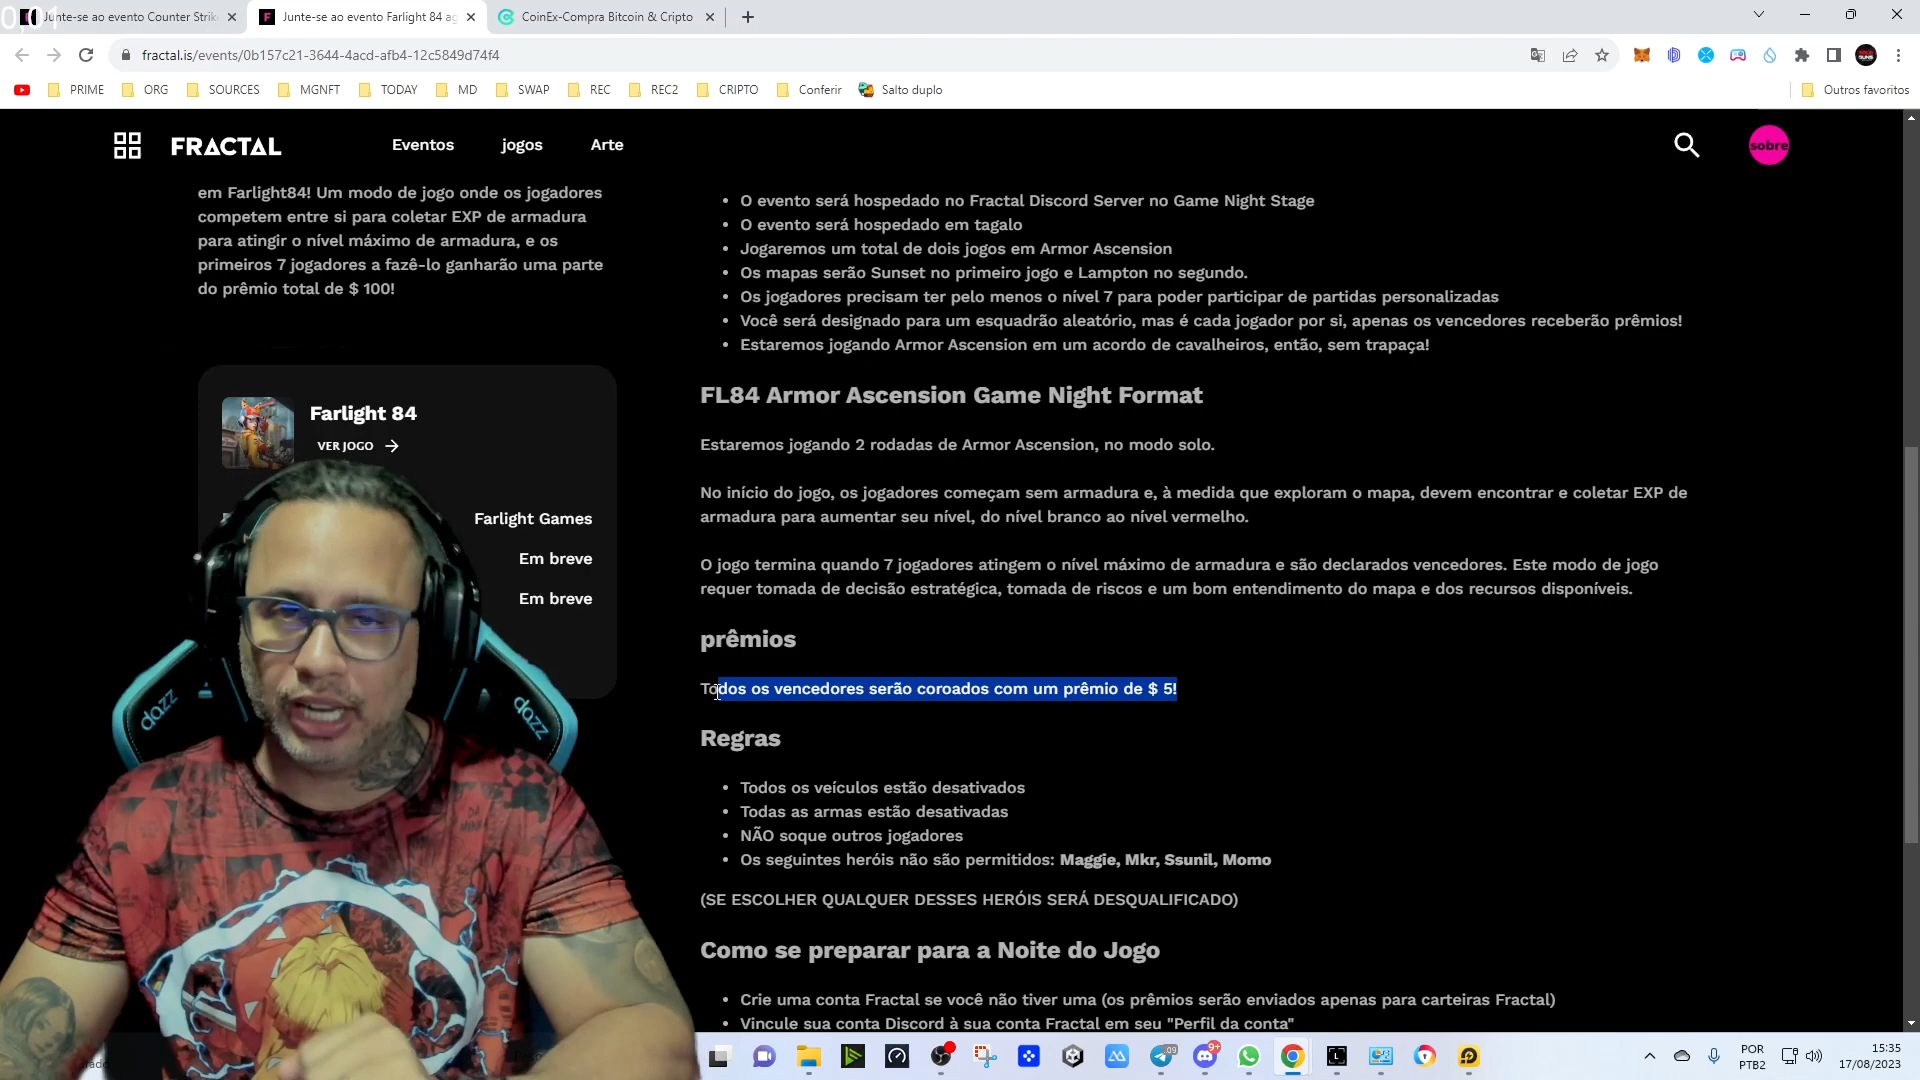 0,01
Junte-se ao evento Counter Strik
Junte-se ao evento Farlight 84 ag
CoinEx-Compra Bitcoin & Cripto
fractal.is/events/0b157c21-3644-4acd-afb4-12c5849d74f4
PRIME
ORG
SOURCES
MGNFT
TODAY
MD
SWAP
REC
REC2
CRIPTO
Conferir
Salto duplo
Outros favoritos
FRACTAL
Eventos
jogos
Arte
sobre
em Farlight84! Um modo de jogo onde os jogadores
competem entre si para coletar EXP de armadura
para atingir o nível máximo de armadura, e os
primeiros 7 jogadores a fazê-lo ganharão uma parte
do prêmio total de $ 100!
Farlight 84
VER JOGO
Farlight Games
Em breve
Em breve
dozz
dozz
• O evento será hospedado no Fractal Discord Server no Game Night Stage
• O evento será hospedado em tagalo
• Jogaremos um total de dois jogos em Armor Ascension
• Os mapas serão Sunset no primeiro jogo e Lampton no segundo.
• Os jogadores precisam ter pelo menos o nível 7 para poder participar de partidas personalizadas
• Você será designado para um esquadrão aleatório, mas é cada jogador por si, apenas os vencedores receberão prêmios!
• Estaremos jogando Armor Ascension em um acordo de cavalheiros, então, sem trapaça!
FL84 Armor Ascension Game Night Format
Estaremos jogando 2 rodadas de Armor Ascension, no modo solo.
No início do jogo, os jogadores começam sem armadura e, à medida que exploram o mapa, devem encontrar e coletar EXP de
armadura para aumentar seu nível, do nível branco ao nível vermelho.
O jogo termina quando 7 jogadores atingem o nível máximo de armadura e são declarados vencedores. Este modo de jogo
requer tomada de decisão estratégica, tomada de riscos e um bom entendimento do mapa e dos recursos disponíveis.
prêmios
Todos os vencedores serão coroados com um prêmio de $ 5!
Regras
• Todos os veículos estão desativados
• Todas as armas estão desativadas
• NÃO soque outros jogadores
• Os seguintes heróis não são permitidos: Maggie, Mkr, Ssunil, Momo
(SE ESCOLHER QUALQUER DESSES HERÓIS SERÁ DESQUALIFICADO)
Como se preparar para a Noite do Jogo
• Crie uma conta Fractal se você não tiver uma (os prêmios serão enviados apenas para carteiras Fractal)
• Vincule sua conta Discord à sua conta Fractal em seu "Perfil da conta"
09
9+
POR
PTB2
15:35
17/08/2023